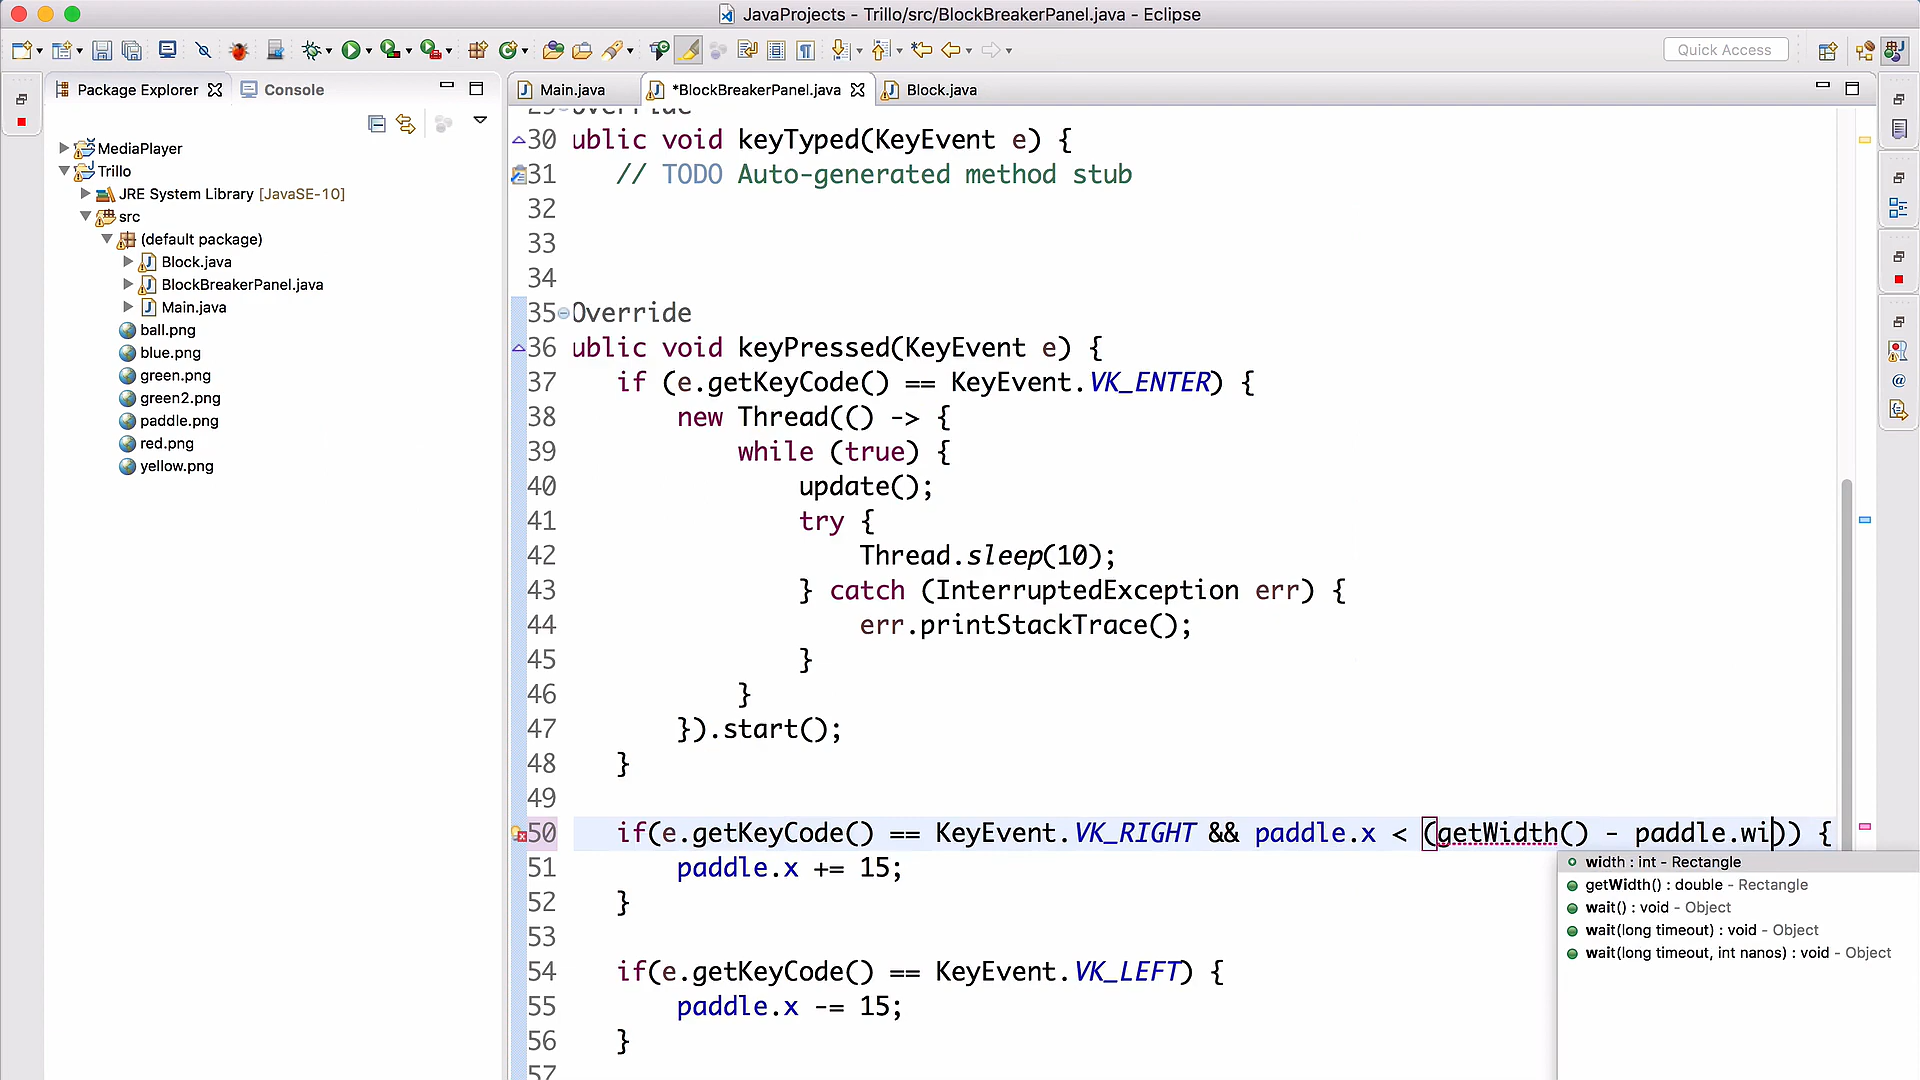 JavaProjects - Trillo/src/BlockBreakerPanel.java - Eclipse
Quick Access
Package Explorer
Console
Main.java
*BlockBreakerPanel.java
Block.java
MediaPlayer
Trillo
JRE System Library [JavaSE-10]
src
(default package)
Block.java
BlockBreakerPanel.java
Main.java
ball.png
blue.png
green.png
green2.png
paddle.png
red.png
yellow.png
29 Override
30 ublic void keyTyped(KeyEvent e) {
31 // TODO Auto-generated method stub
32
33
34
35 Override
36 ublic void keyPressed(KeyEvent e) {
37 if (e.getKeyCode() == KeyEvent.VK_ENTER) {
38 new Thread(() -> {
39 while (true) {
40 update();
41 try {
42 Thread.sleep(10);
43 } catch (InterruptedException err) {
44 err.printStackTrace();
45 }
46 }
47 }).start();
48 }
49
50 if(e.getKeyCode() == KeyEvent.VK_RIGHT && paddle.x < (getWidth() - paddle.wi)) {
51 paddle.x += 15;
52 }
53
54 if(e.getKeyCode() == KeyEvent.VK_LEFT) {
55 paddle.x -= 15;
56 }
57
width : int - Rectangle
getWidth() : double - Rectangle
wait() : void - Object
wait(long timeout) : void - Object
wait(long timeout, int nanos) : void - Object